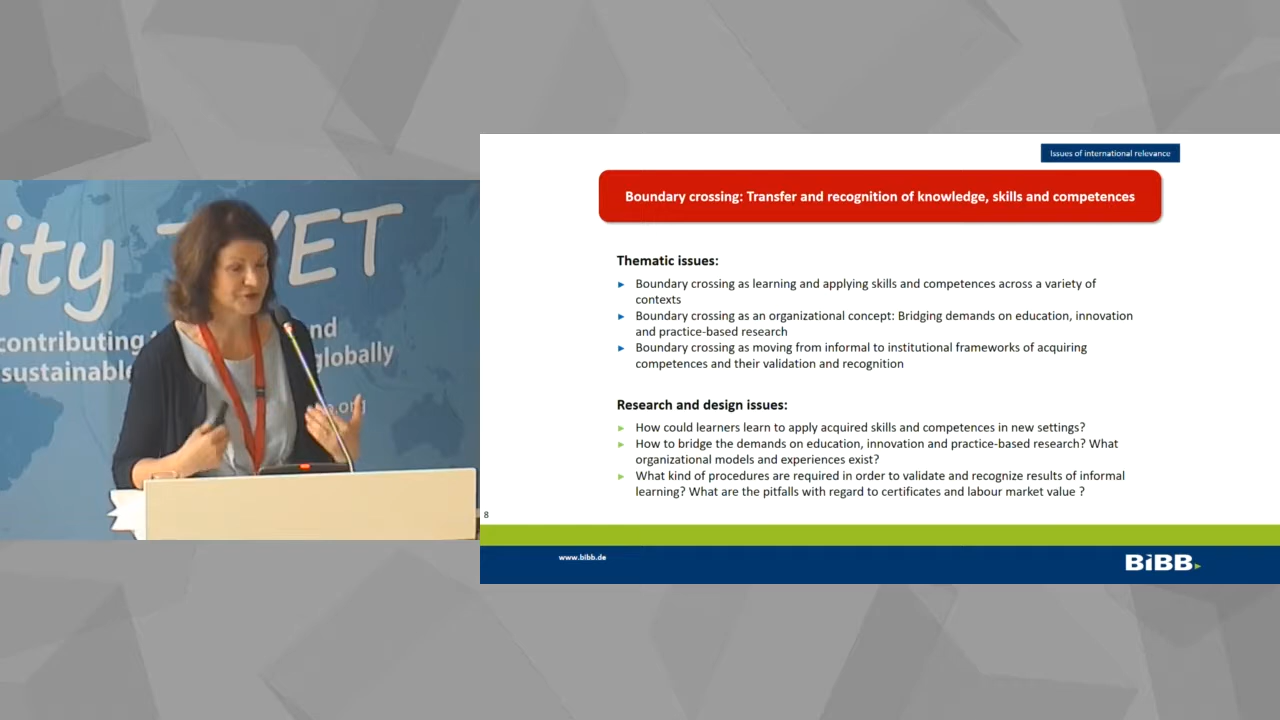 ity TVET
contributing
and
sustainable
globally
.org
Issues of international relevance
Boundary crossing: Transfer and recognition of knowledge, skills and competences
Thematic issues:
► Boundary crossing as learning and applying skills and competences across a variety of
contexts
► Boundary crossing as an organizational concept: Bridging demands on education, innovation
and practice-based research
► Boundary crossing as moving from informal to institutional frameworks of acquiring
competences and their validation and recognition
Research and design issues:
► How could learners learn to apply acquired skills and competences in new settings?
► How to bridge the demands on education, innovation and practice-based research? What
organizational models and experiences exist?
► What kind of procedures are required in order to validate and recognize results of informal
learning? What are the pitfalls with regard to certificates and labour market value ?
8
www.bibb.de
BiBB